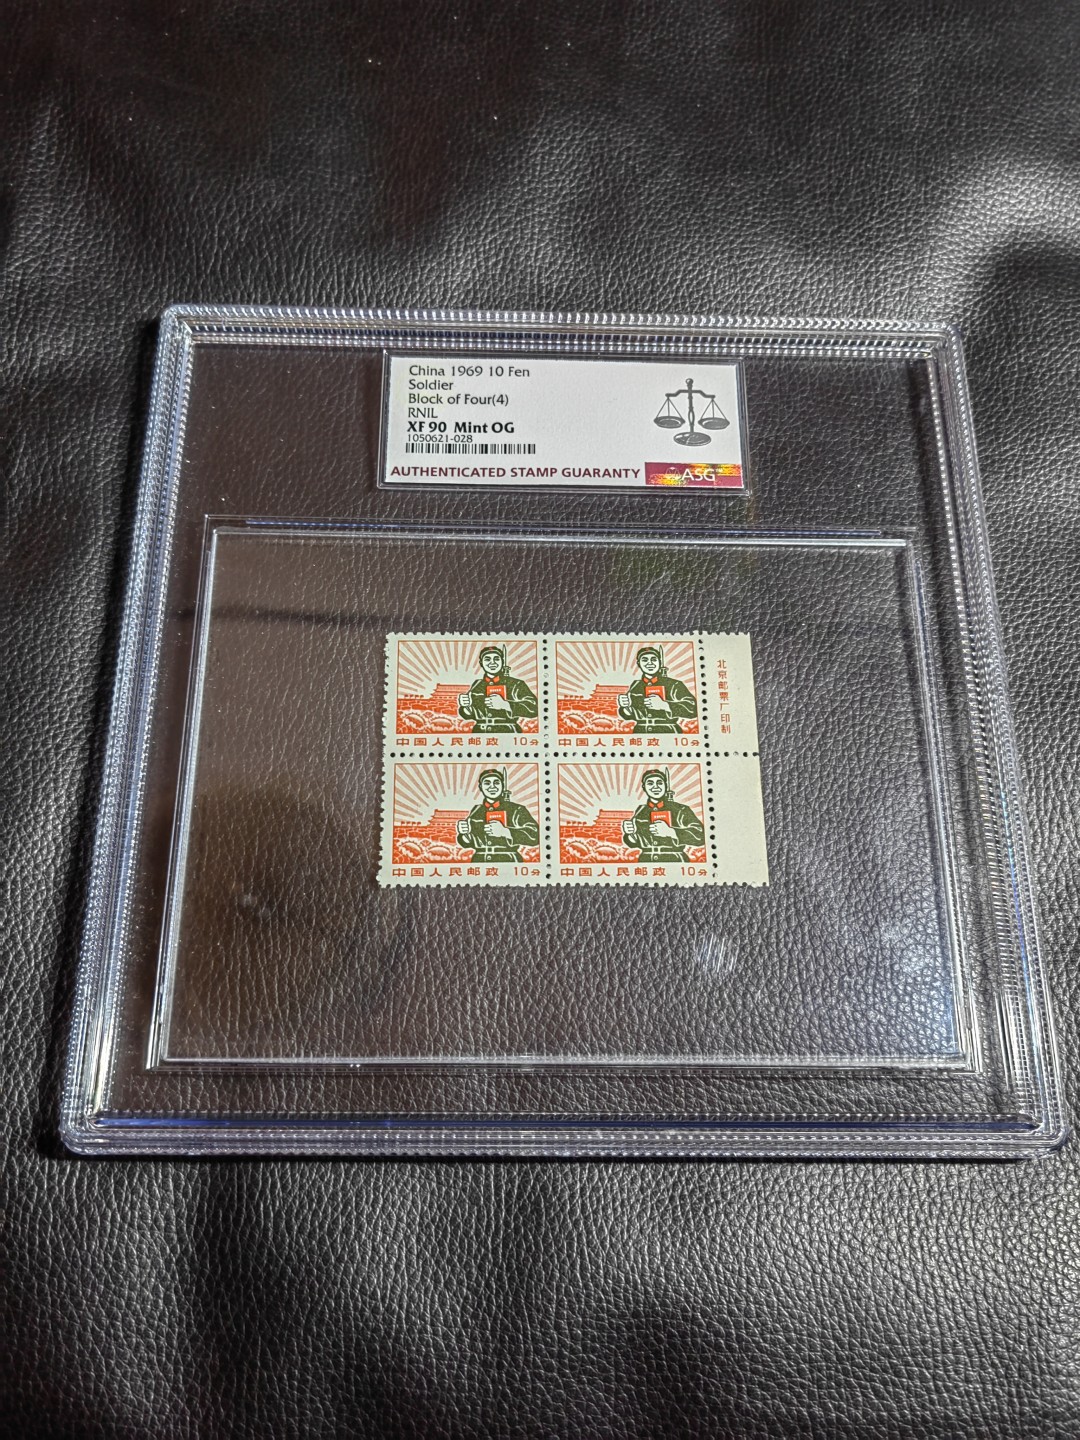 China 1969 10 Fen
Soldier
Block of Four(4)
RNIL
XF 90 Mint OG
1050621-028
AUTHENTICATED STAMP GUARANTY
ASG
中国人民邮政 10分
中国人民邮政 10分
北京邮票厂印制
中国人民邮政 10分
中国人民邮政 10分